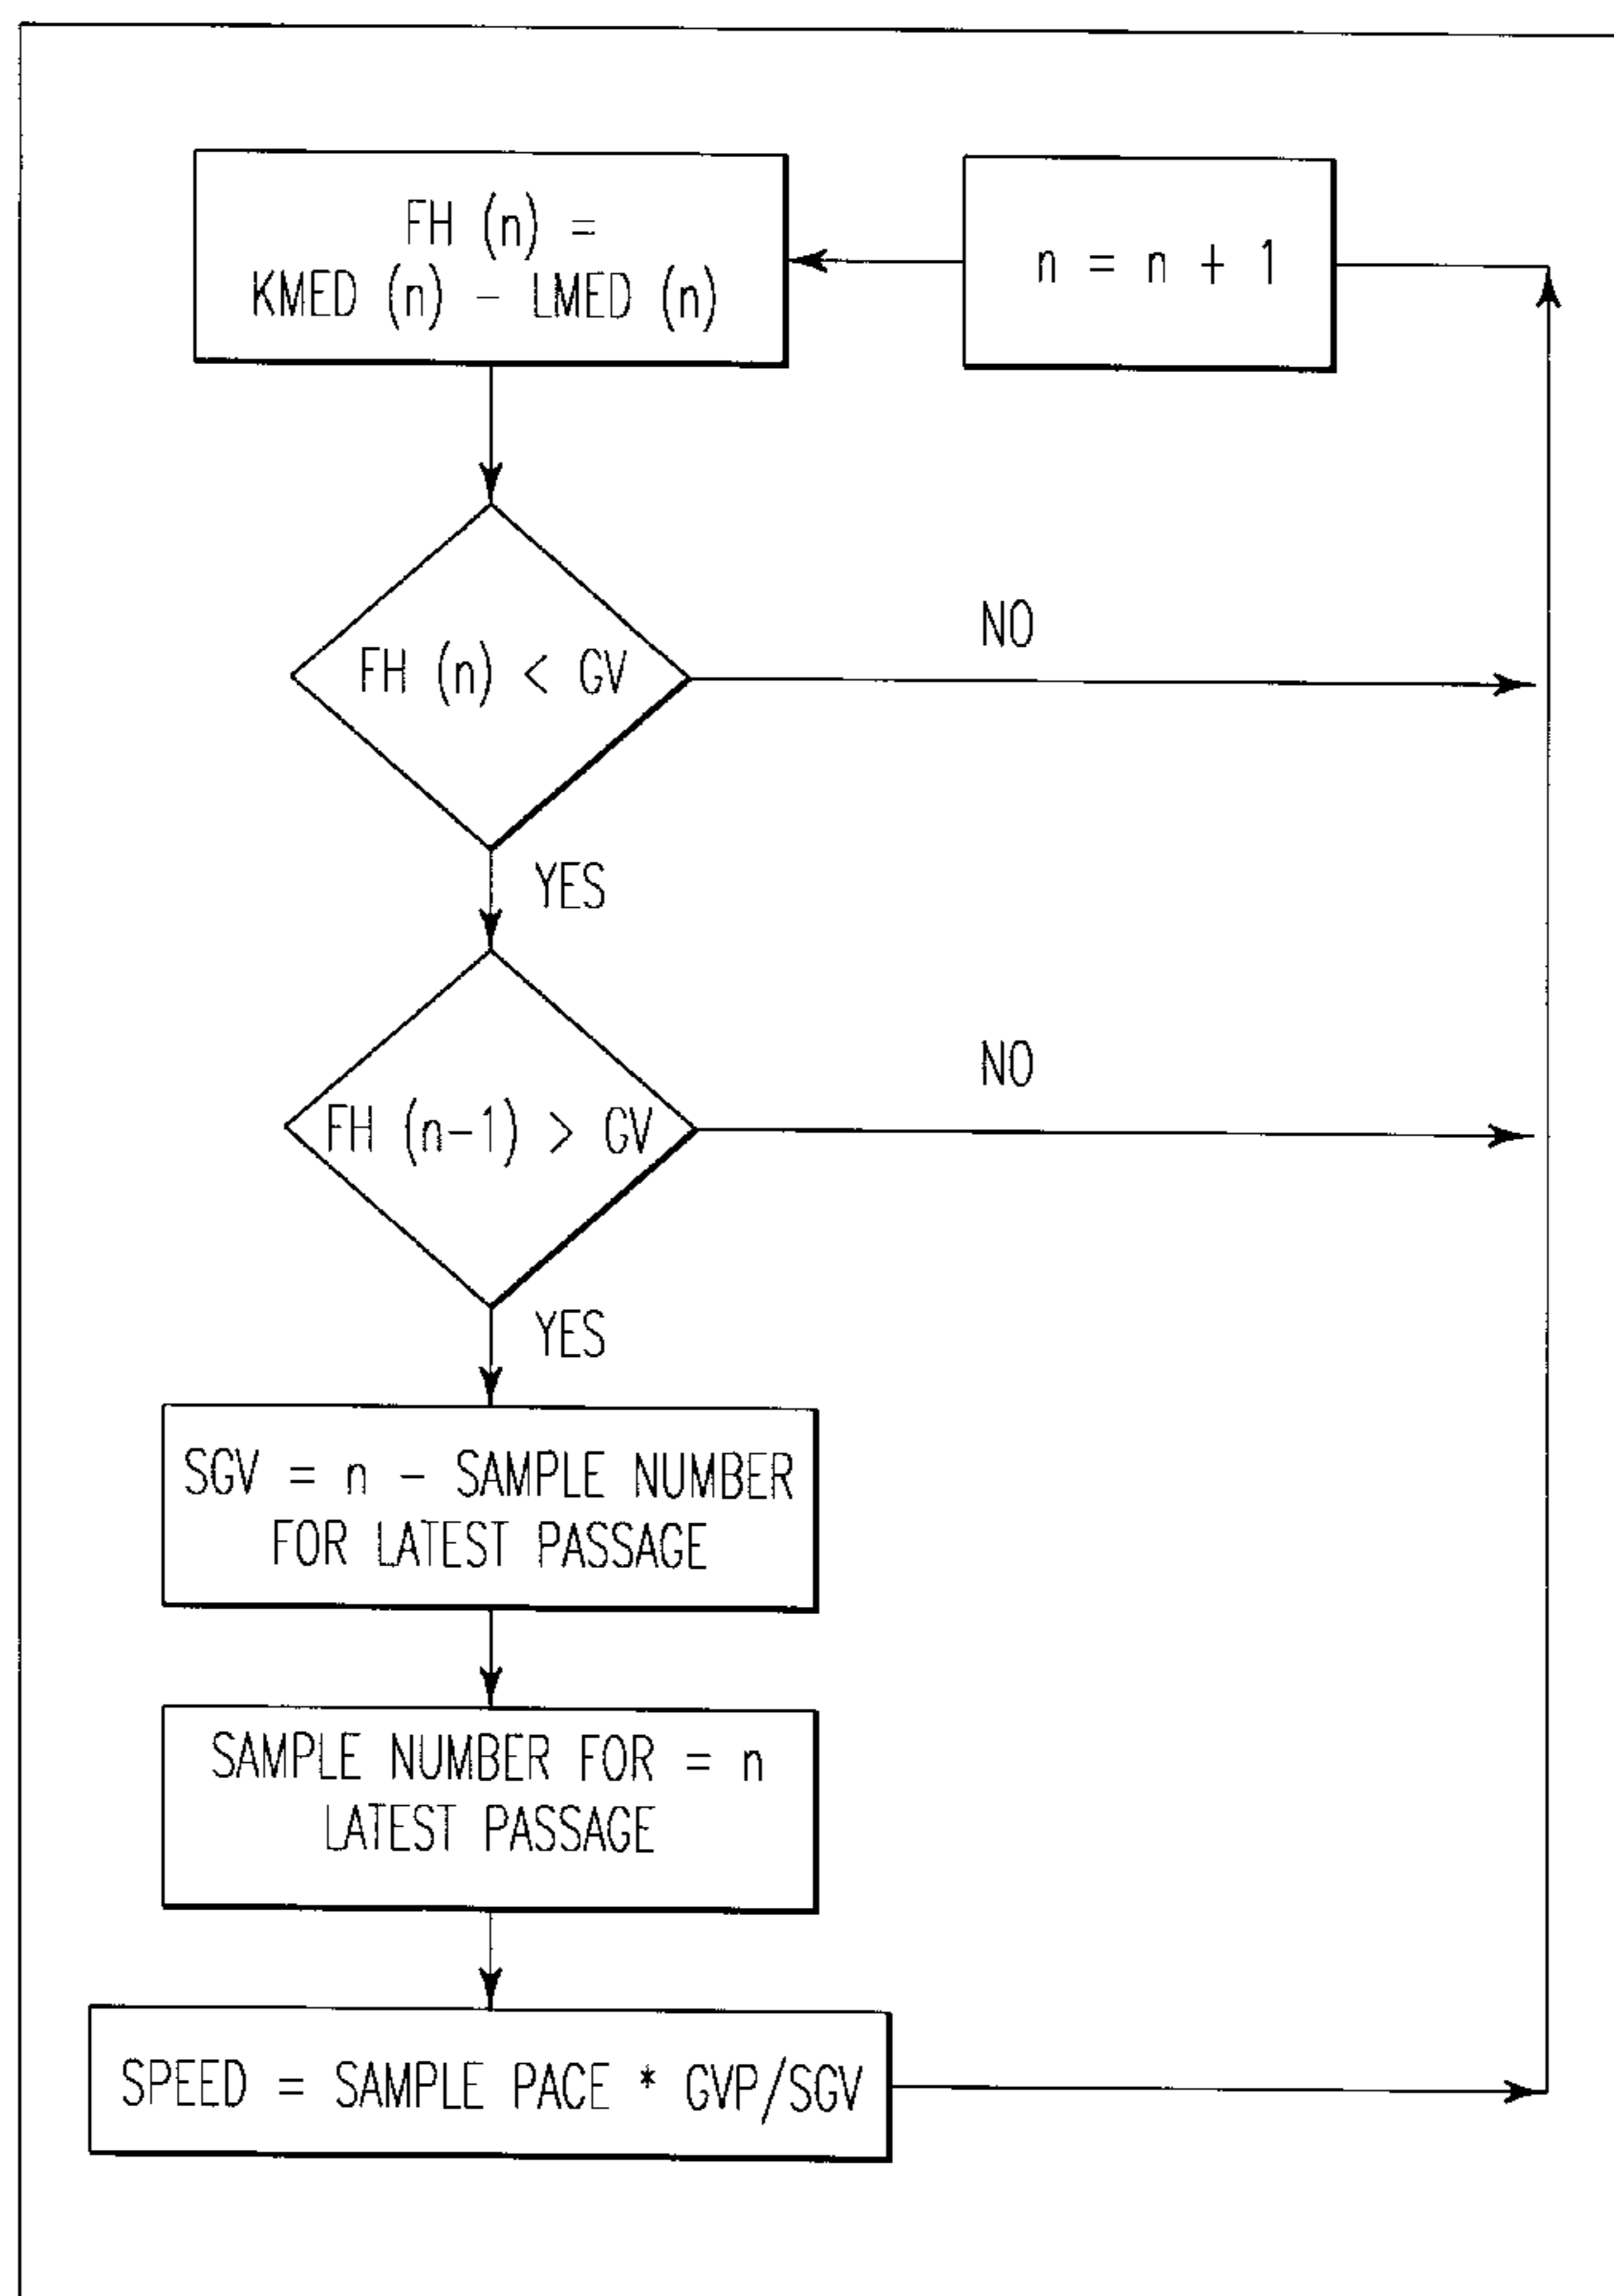 FH (n) =
KMED (n) - LMED (n)
n = n + 1
FH (n) < GV
NO
YES
FH (n-1) > GV
NO
YES
SGV = n - SAMPLE NUMBER
FOR LATEST PASSAGE
SAMPLE NUMBER FOR = n
LATEST PASSAGE
SPEED = SAMPLE PACE * GVP/SGV